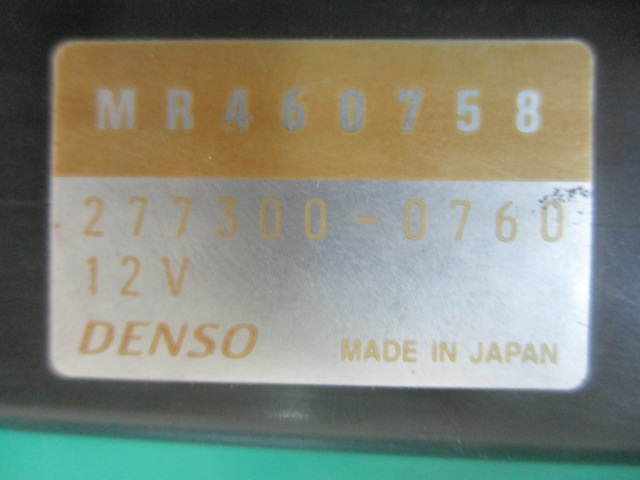 MR460758
277300-0760
12V
DENSO
MADE IN JAPAN